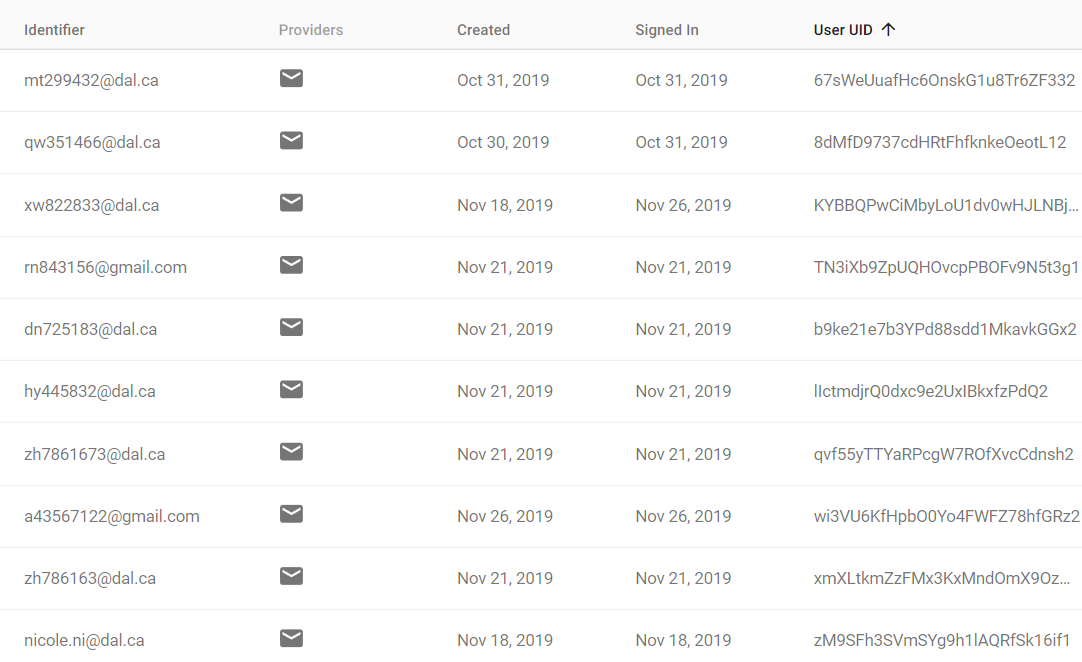 Identifier Providers Created Signed In User UID
mt299432@dal.ca Oct 31, 2019 Oct 31, 2019 67sWeUuafHc6OnskG1u8Tr6ZF332
qw351466@dal.ca Oct 30, 2019 Oct 31, 2019 8dMfD9737cdHRtFhfknkeOeotL12
xw822833@dal.ca Nov 18, 2019 Nov 26, 2019 KYBBQPwCiMbyLoU1dv0wHJLNBj...
rn843156@gmail.com Nov 21, 2019 Nov 21, 2019 TN3iXb9ZpUQHOvcpPBOFv9N5t3g1
dn725183@dal.ca Nov 21, 2019 Nov 21, 2019 b9ke21e7b3YPd88sdd1MkavkGGx2
hy445832@dal.ca Nov 21, 2019 Nov 21, 2019 lIctmdjrQ0dxc9e2UxIBkxfzPdQ2
zh7861673@dal.ca Nov 21, 2019 Nov 21, 2019 qvf55yTTYaRPcgW7ROfXvcCdnsh2
a43567122@gmail.com Nov 26, 2019 Nov 26, 2019 wi3VU6KfHpbO0Yo4FWFZ78hfGRz2
zh786163@dal.ca Nov 21, 2019 Nov 21, 2019 xmXLtkmZzFMx3KxMndOmX9Oz...
nicole.ni@dal.ca Nov 18, 2019 Nov 18, 2019 zM9SFh3SVmSYg9h1lAQRfSk16if1